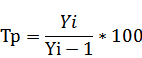 Tp = Yi / Yi − 1 * 100